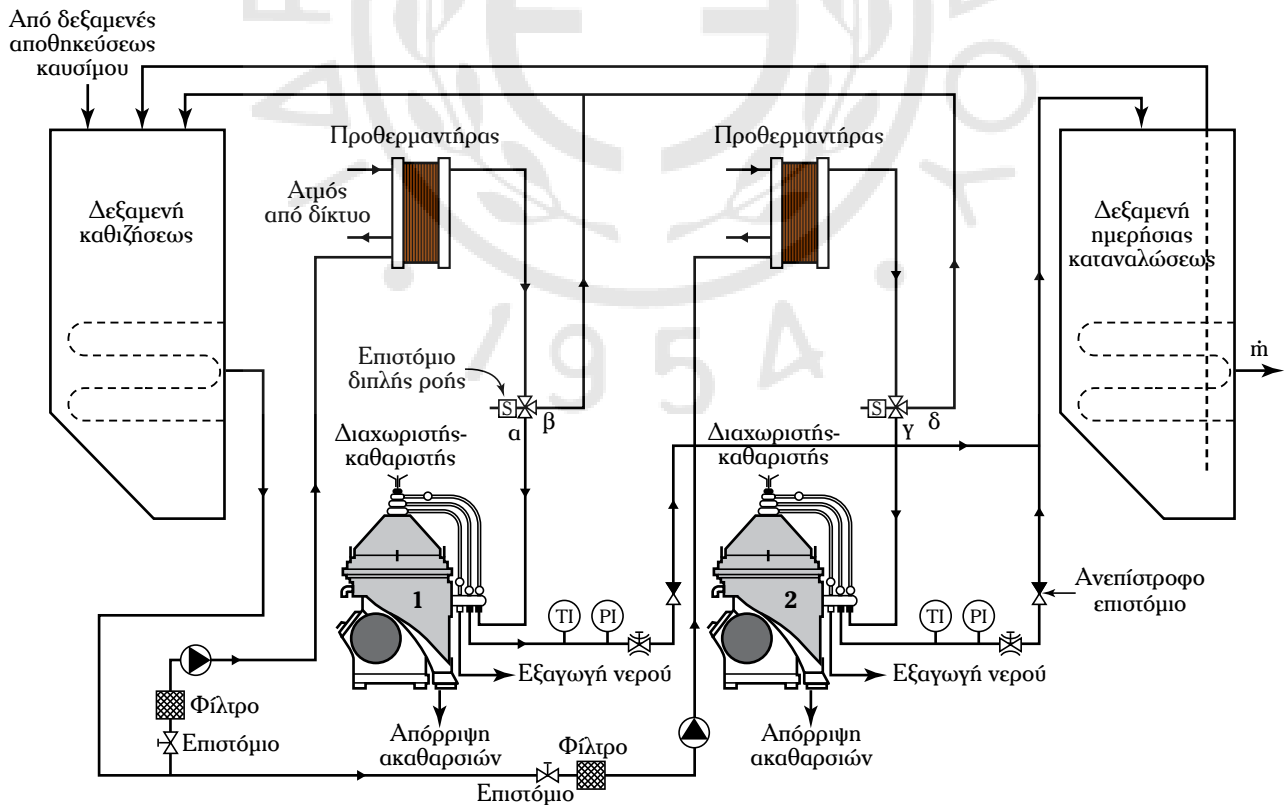 Από δεξαμενές
αποθηκεύσεως
καυσίμου
Προθερμαντήρας
Προθερμαντήρας
Ατμός
από δίκτυο
Δεξαμενή
καθιζήσεως
Δεξαμενή
ημερήσιας
καταναλώσεως
ṁ
Επιστόμιο
διπλής ροής
S
α
β
S
γ
δ
Διαχωριστής-
καθαριστής
Διαχωριστής-
καθαριστής
1
2
TI
PI
TI
PI
Ανεπίστροφο
επιστόμιο
Εξαγωγή νερού
Εξαγωγή νερού
Φίλτρο
Επιστόμιο
Απόρριψη
ακαθαρσιών
Φίλτρο
Επιστόμιο
Απόρριψη
ακαθαρσιών
1954